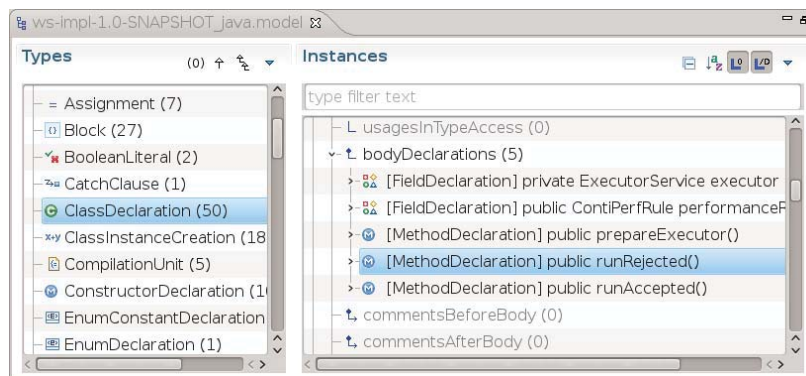 ws-impl-1.0-SNAPSHOT_java.model
Types
(0)
Assignment (7)
Block (27)
BooleanLiteral (2)
CatchClause (1)
ClassDeclaration (50)
ClassInstanceCreation (18
CompilationUnit (5)
ConstructorDeclaration (1
EnumConstantDeclaration
EnumDeclaration (1)
Instances
type filter text
usagesInTypeAccess (0)
bodyDeclarations (5)
[FieldDeclaration] private ExecutorService executor
[FieldDeclaration] public ContiPerfRule performanceR
[MethodDeclaration] public prepareExecutor()
[MethodDeclaration] public runRejected()
[MethodDeclaration] public runAccepted()
commentsBeforeBody (0)
commentsAfterBody (0)